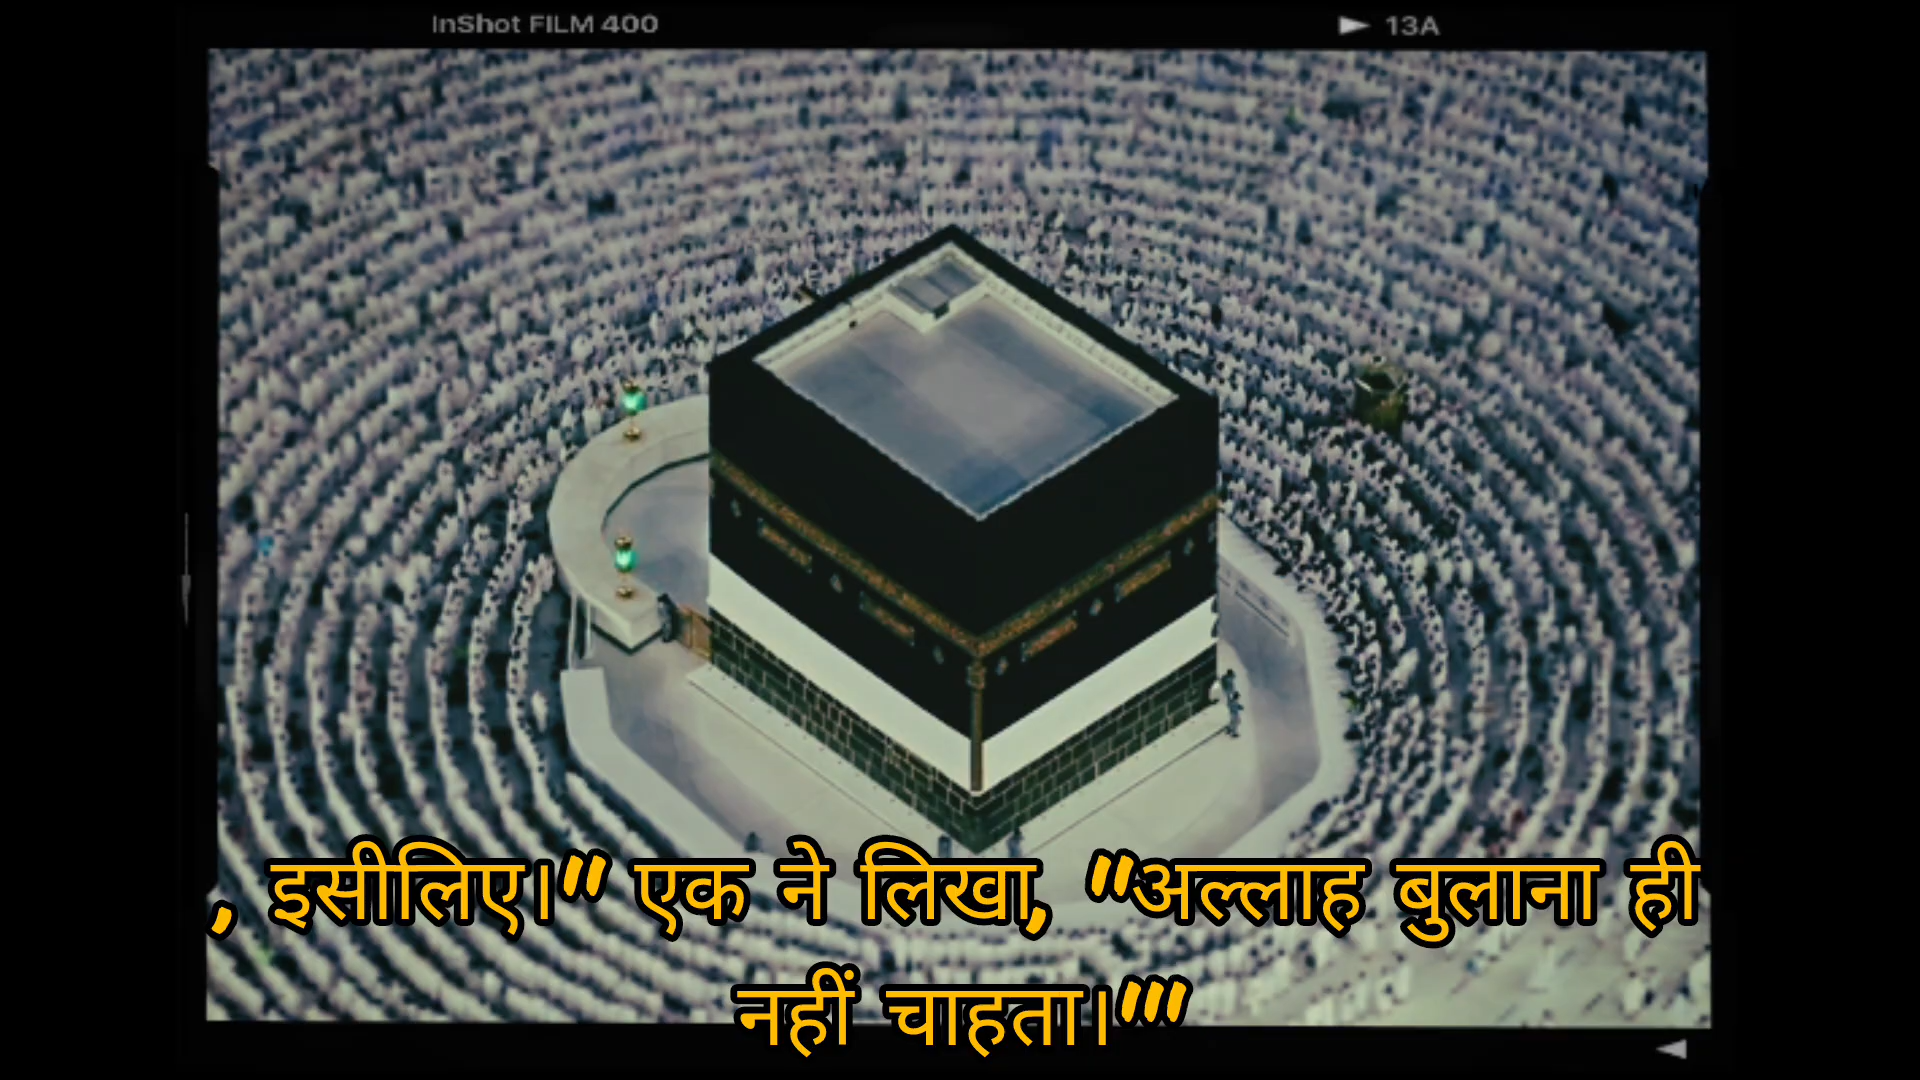 InShot FILM 400
13A
, इसीलिए।" एक ने लिखा, "अल्लाह बुलाना ही
नहीं चाहता।"'